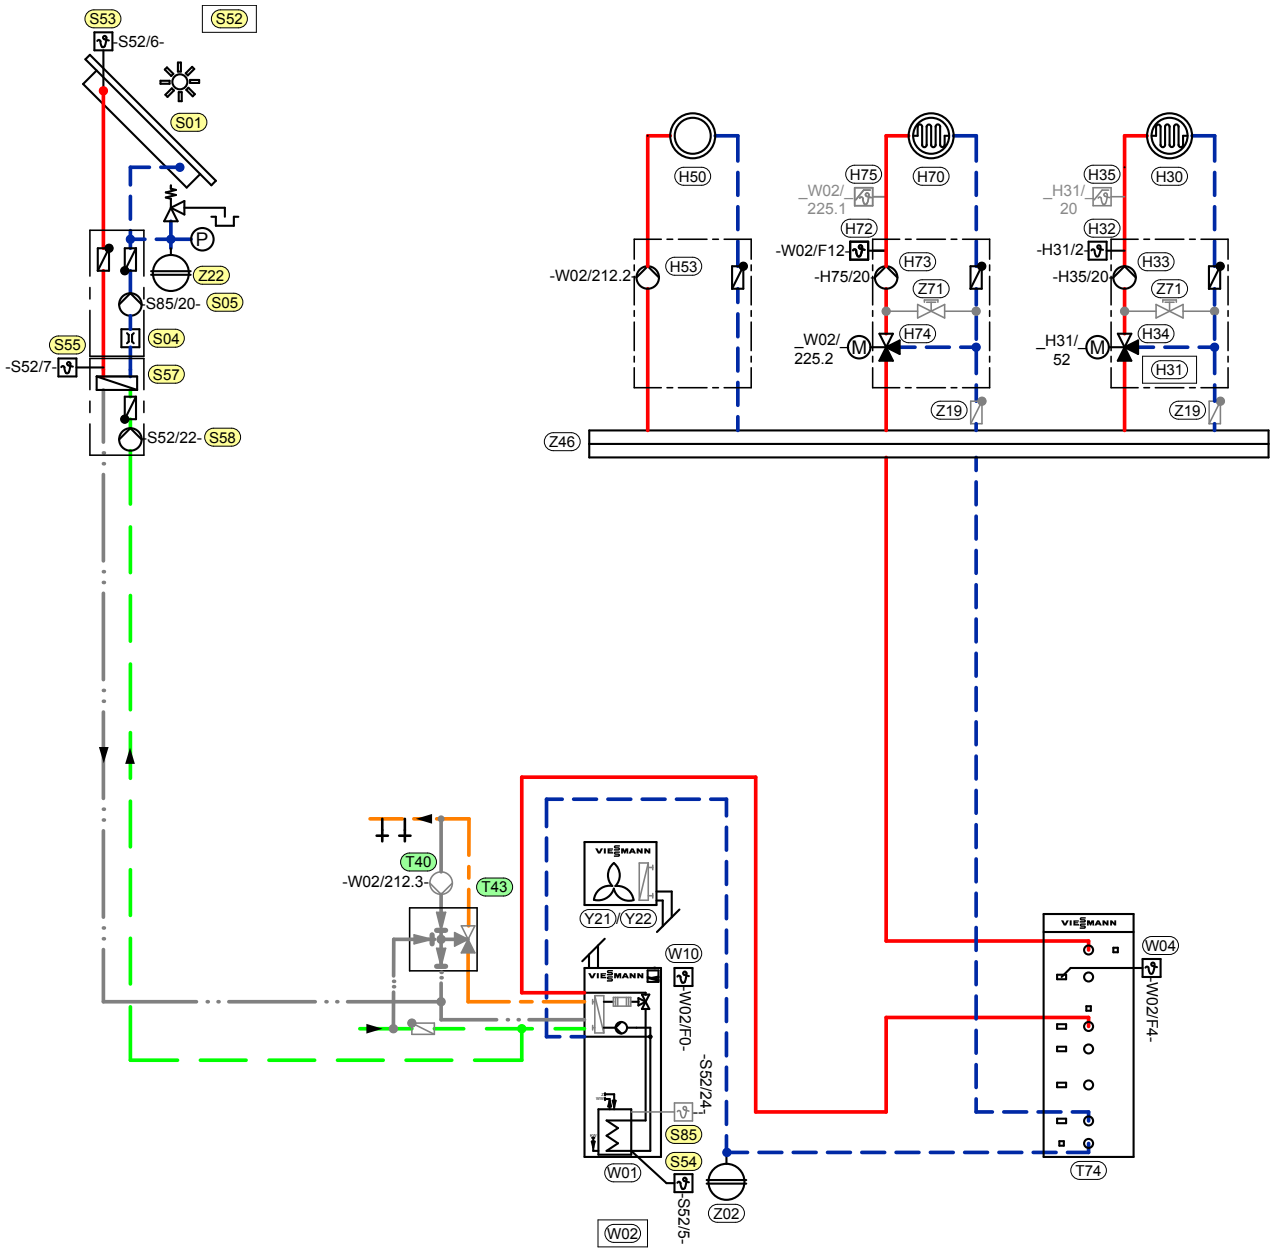 S53
S52
-S52/6-
S01
H50
H70
H30
H75
_W02/_
225.1
H35
_H31/_
20
H72
H32
P
-W02/F12-
-H31/2-
-W02/212.2-
H53
-H75/20-
H73
-H35/20-
H33
Z22
Z71
Z71
-S85/20-
S05
S04
S55
-S52/7-
_W02/_
225.2
M
H74
_H31/_
52
M
H34
H31
S57
Z19
Z19
-S52/22-
S58
Z46
T40
-W02/212.3-
T43
VIESSMANN
Y21/Y22
VIESSMANN
W10
-W02/F0-
VIESSMANN
W04
-W02/F4-
-S52/24-
S85
S54
-S52/5-
W01
T74
Z02
W02